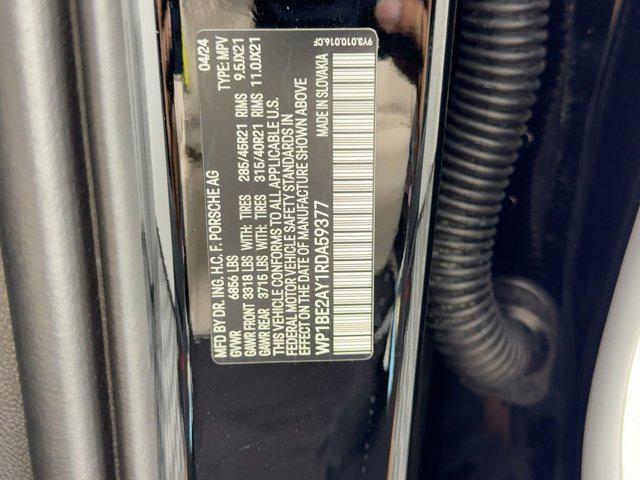 MFD BY DR. ING. H.C. F. PORSCHE AG 04/24
GVWR 6856 LBS TYPE: MPV
GAWR FRONT 3318 LBS WITH: TIRES 285/45R21 RIMS 9.5JX21
GAWR REAR 3715 LBS WITH: TIRES 315/40R21 RIMS 11.0JX21
THIS VEHICLE CONFORMS TO ALL APPLICABLE U.S.
FEDERAL MOTOR VEHICLE SAFETY STANDARDS IN
EFFECT ON THE DATE OF MANUFACTURE SHOWN ABOVE
WP1BE2AY1RDA59377 MADE IN SLOVAKIA
9Y3.010.016.CF